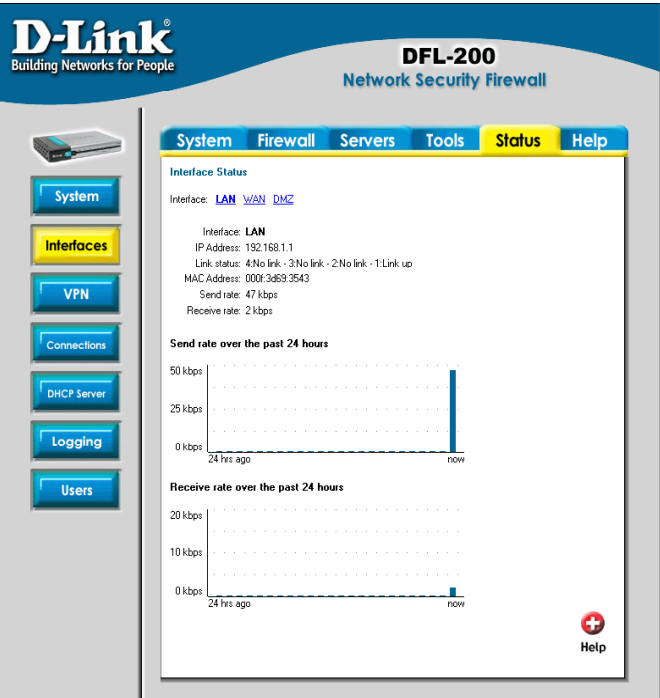 D-Link®
Building Networks for People
DFL-200
Network Security Firewall
System Firewall Servers Tools Status Help
System
Interfaces
VPN
Connections
DHCP Server
Logging
Users
Interface Status
Interface: LAN WAN DMZ
Interface: LAN
IP Address: 192.168.1.1
Link status: 4:No link - 3:No link - 2:No link - 1:Link up
MAC Address: 000f:3d69:3543
Send rate: 47 kbps
Receive rate: 2 kbps
Send rate over the past 24 hours
50 kbps
25 kbps
0 kbps
24 hrs ago now
Receive rate over the past 24 hours
20 kbps
10 kbps
0 kbps
24 hrs ago now
Help